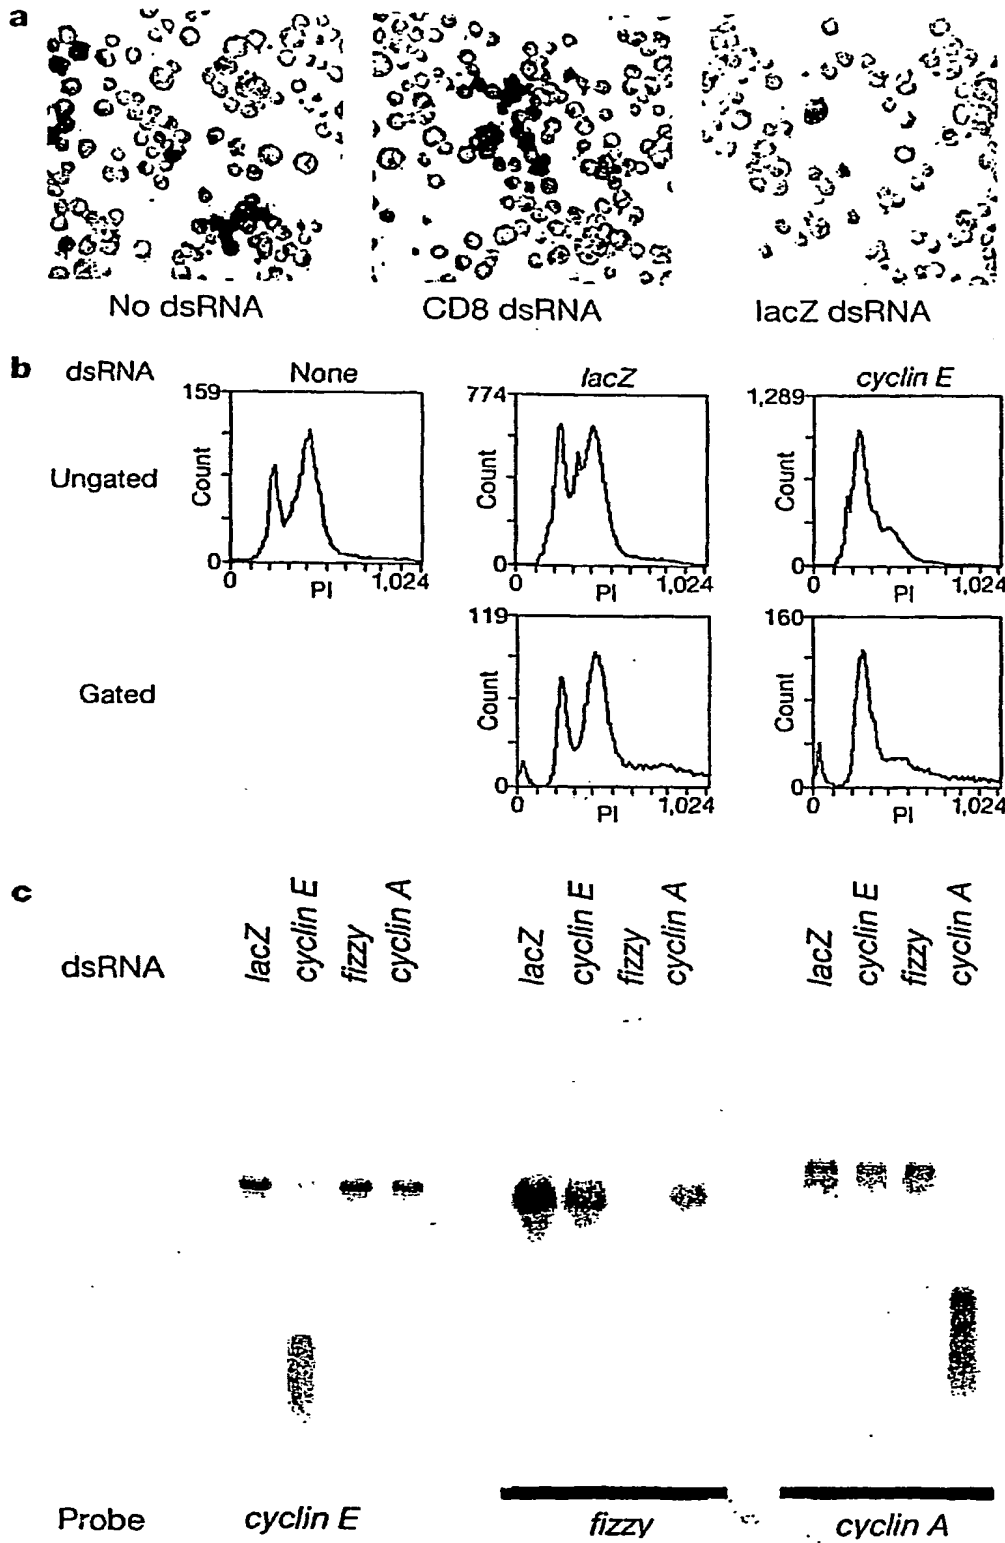 a
No dsRNA
CD8 dsRNA
lacZ dsRNA
b
dsRNA
None
lacZ
cyclin E
Ungated
159
Count
0
0
1,024
PI
774
Count
0
0
1,024
PI
1,289
Count
0
0
1,024
PI
Gated
119
Count
0
0
1,024
PI
160
Count
0
0
1,024
PI
c
dsRNA
lacZ
cyclin E
fizzy
cyclin A
lacZ
cyclin E
fizzy
cyclin A
lacZ
cyclin E
fizzy
cyclin A
Probe
cyclin E
fizzy
cyclin A